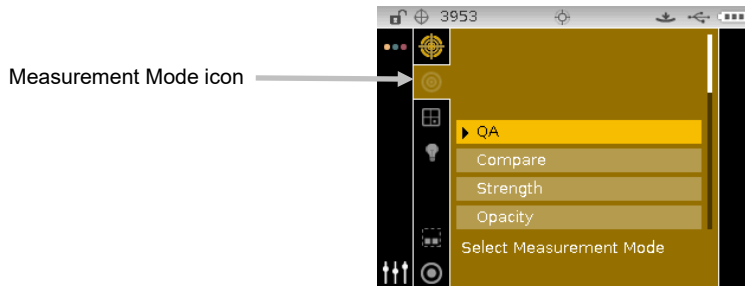 3953
Measurement Mode icon
QA
Compare
Strength
Opacity
Select Measurement Mode